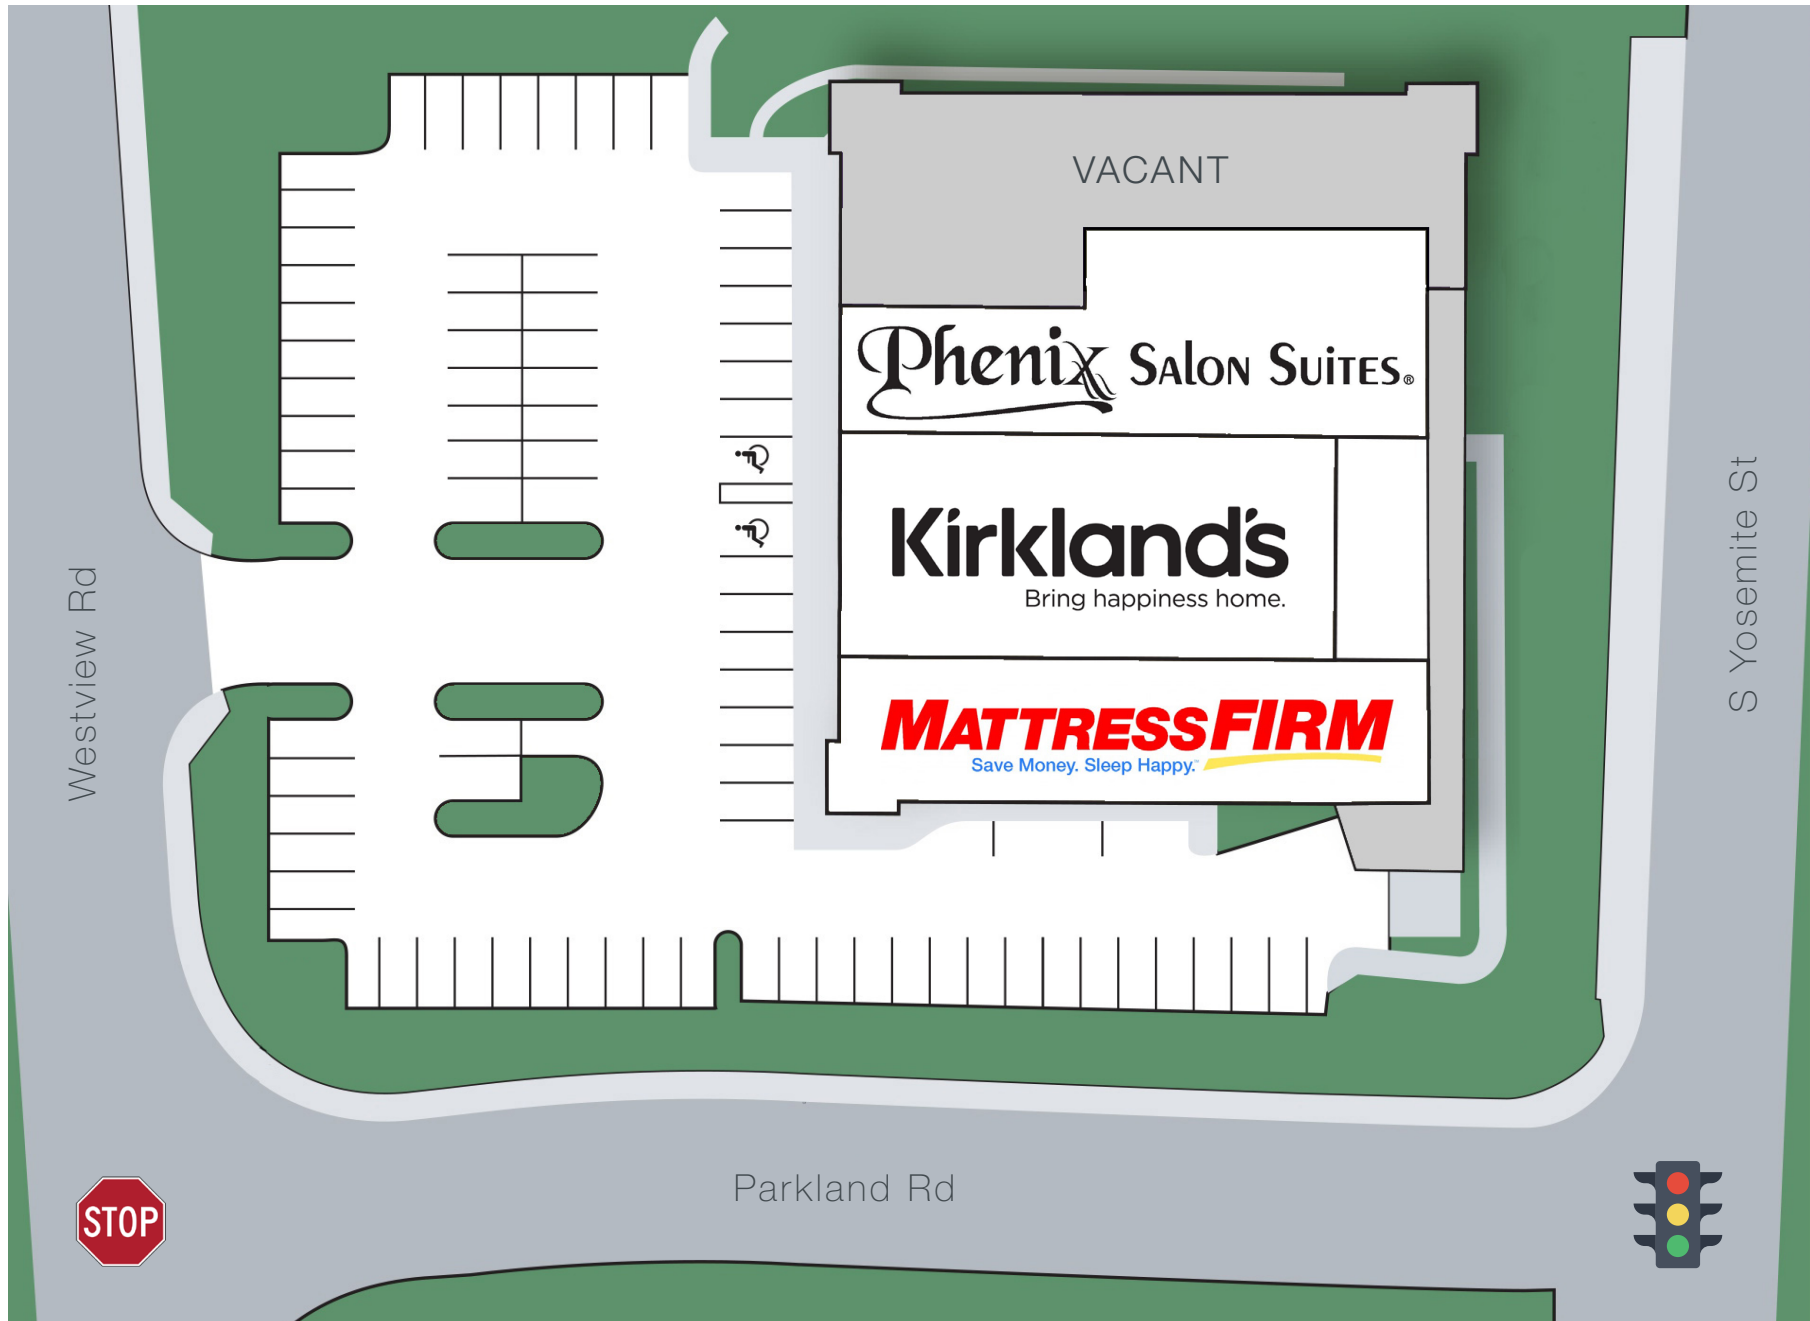 VACANT
Phenix Salon Suites®
Kirkland's
Bring happiness home.
MATTRESSFIRM
Save Money. Sleep Happy.™
Westview Rd
S Yosemite St
Parkland Rd
STOP